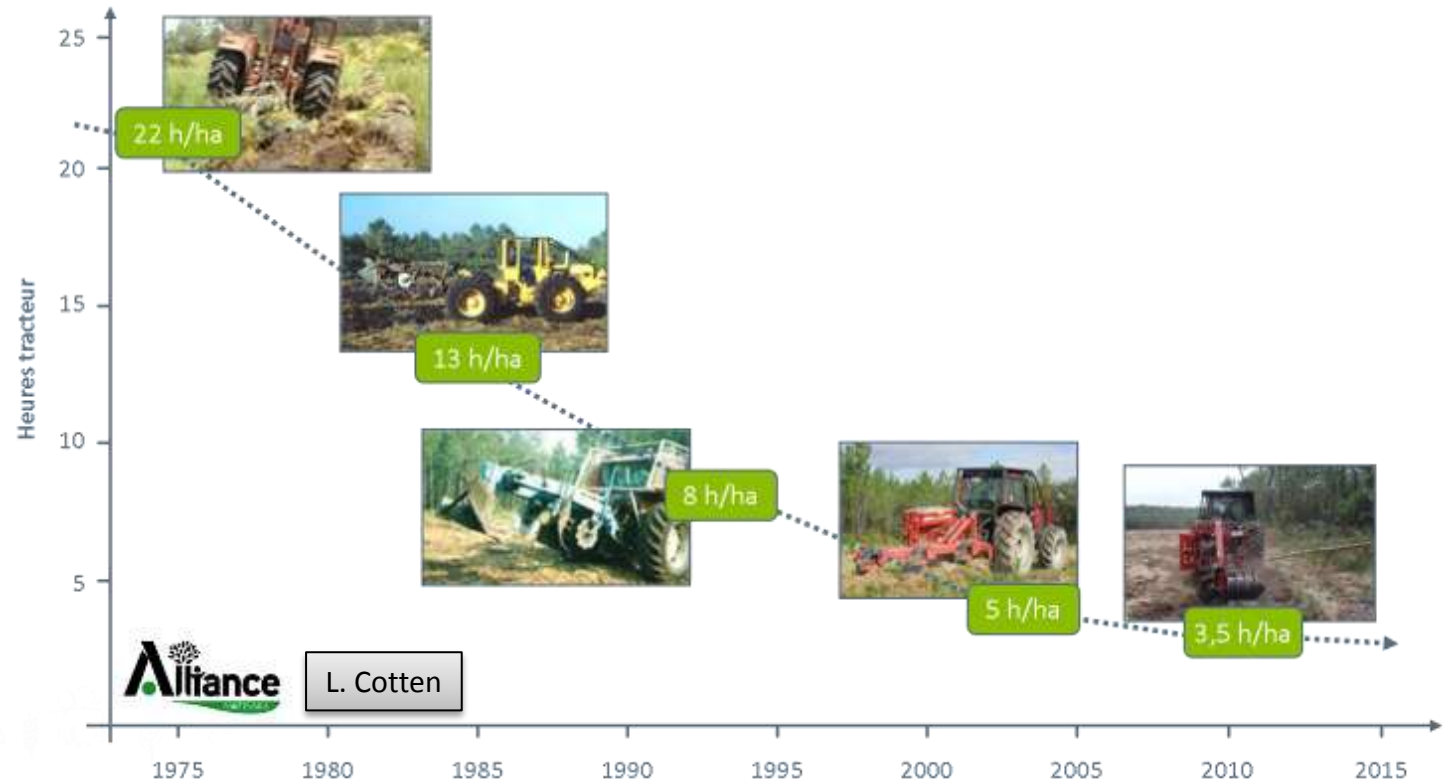 25
22 h/ha
20
15
Heures tracteur
13 h/ha
10
8 h/ha
5
5 h/ha
3,5 h/ha
Alliance
L. Cotten
1975 1980 1985 1990 1995 2000 2005 2010 2015